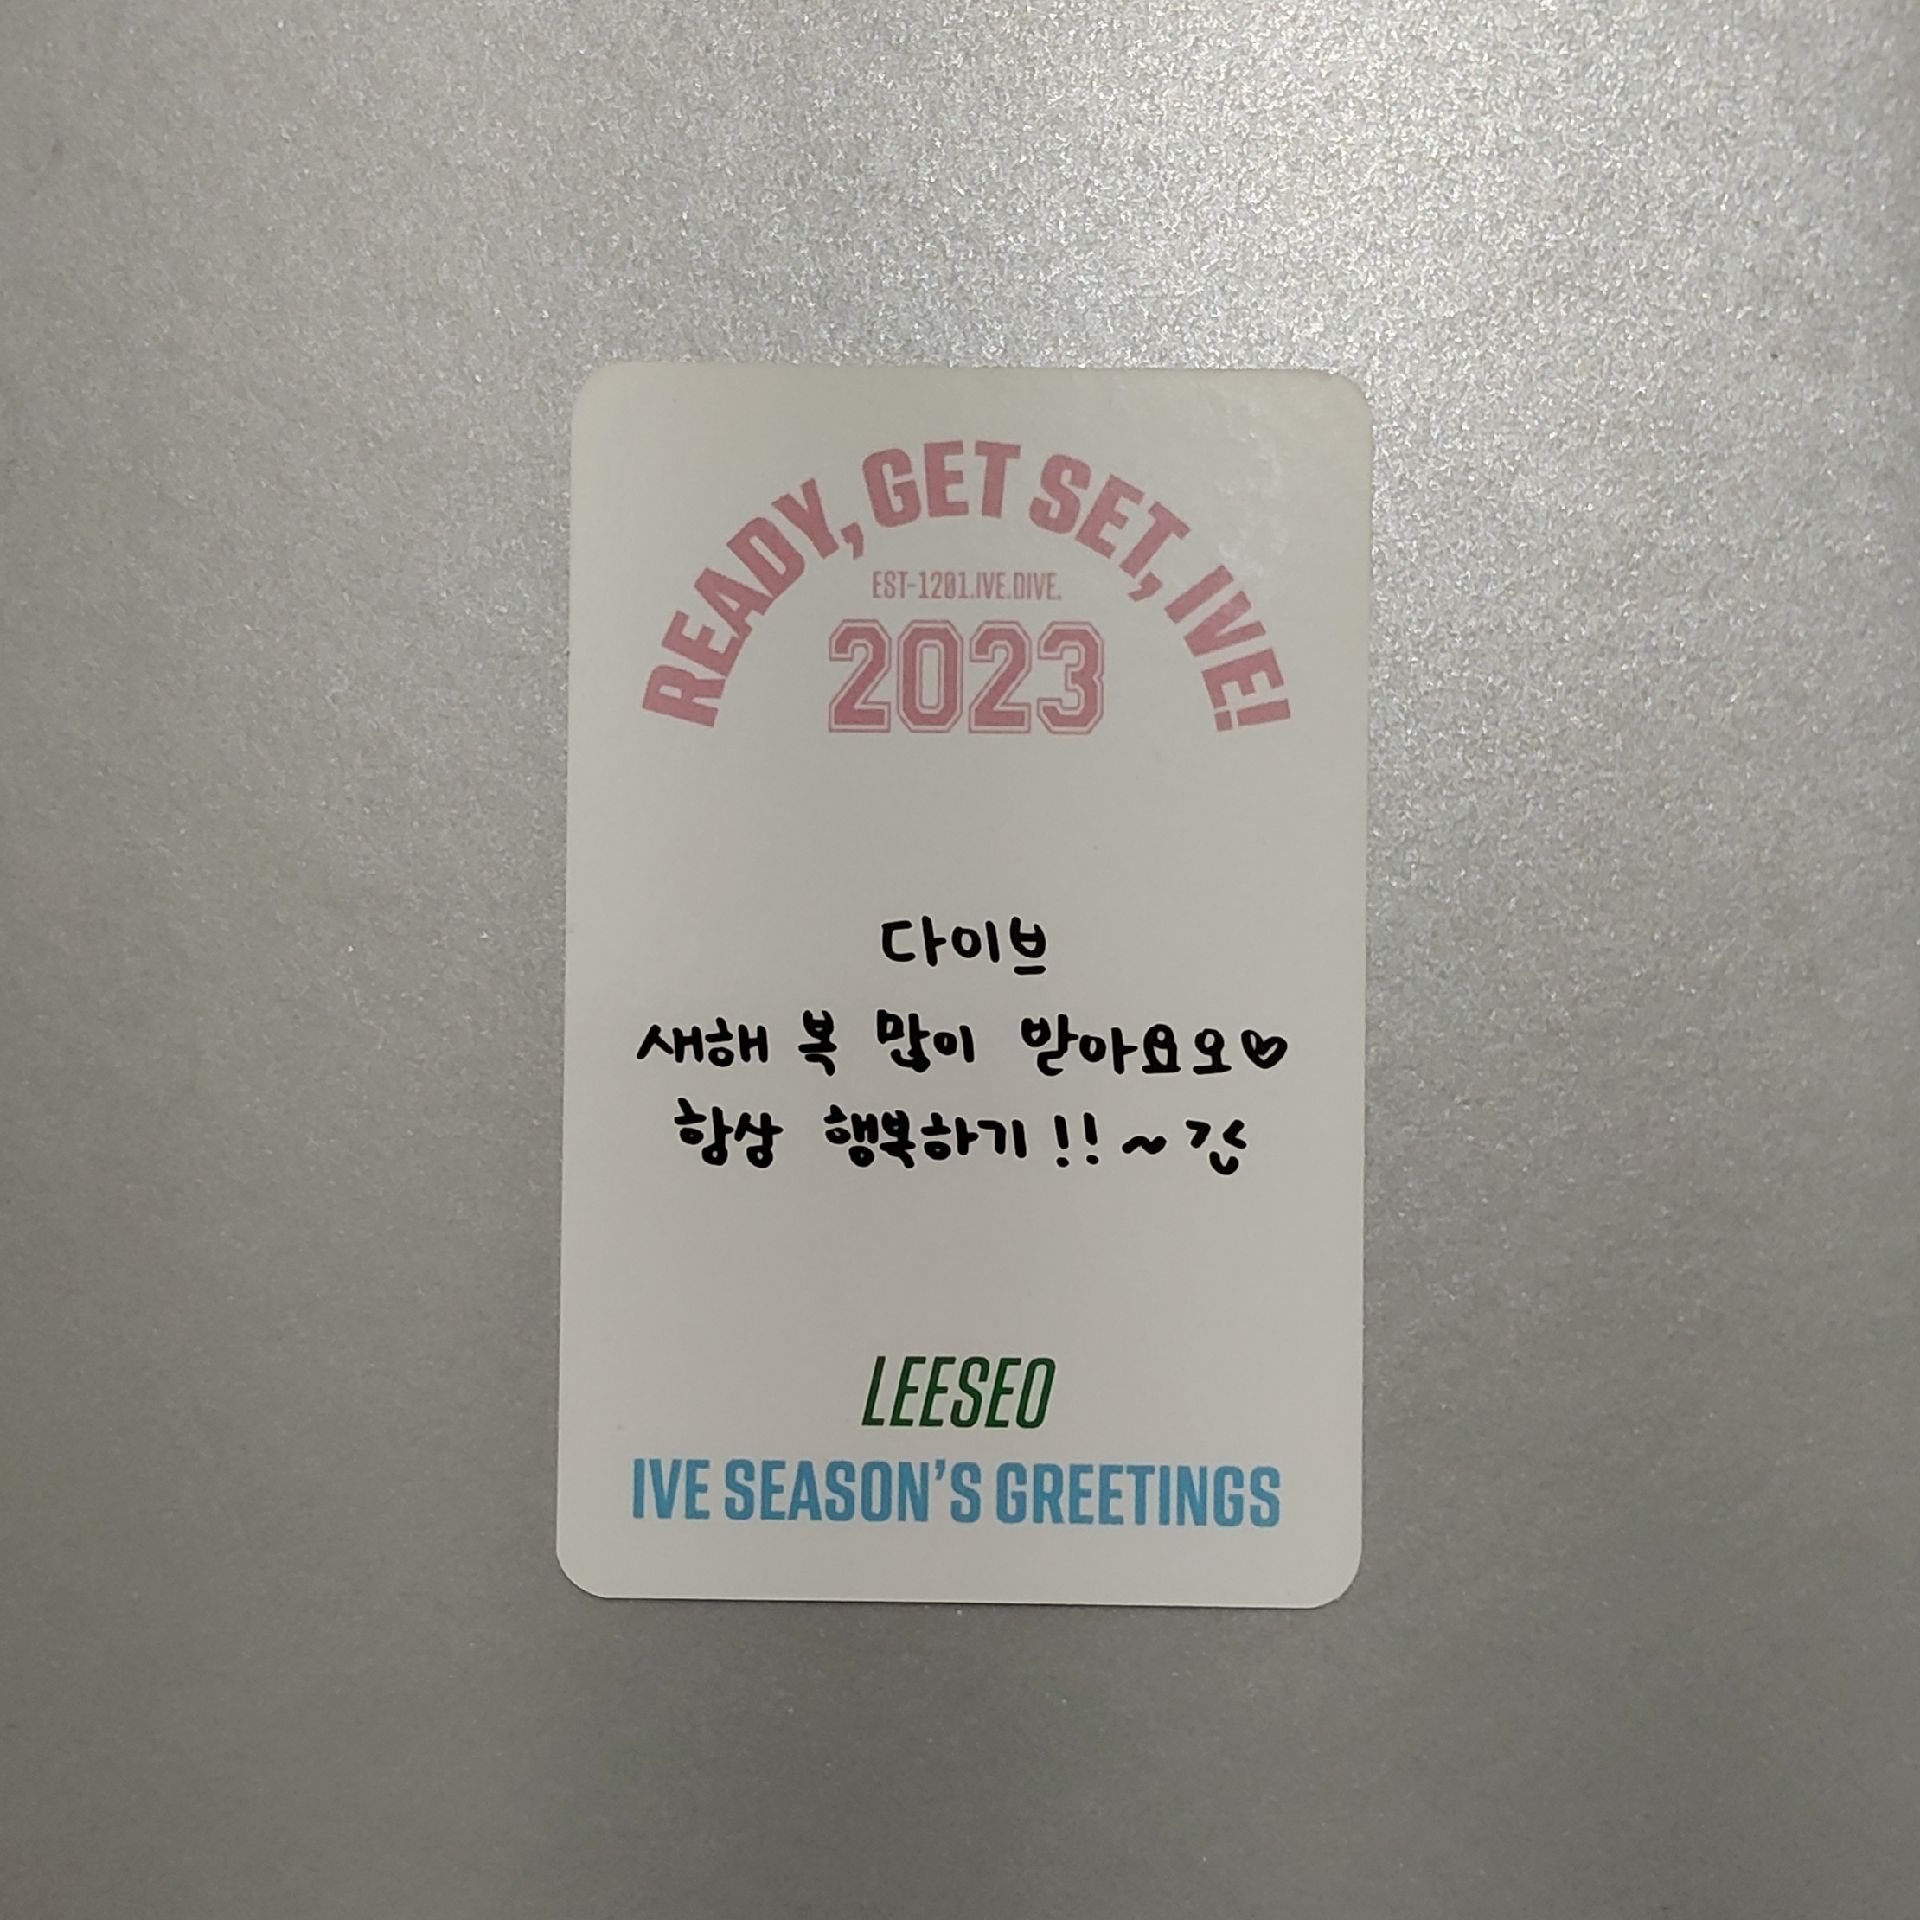 READY, GET SET, IVE!
EST-1201.IVE.DIVE.
2023
다이브
새해 복 많이 받아요오♡
항상 행복하기!!~
LEESEO
IVE SEASON'S GREETINGS